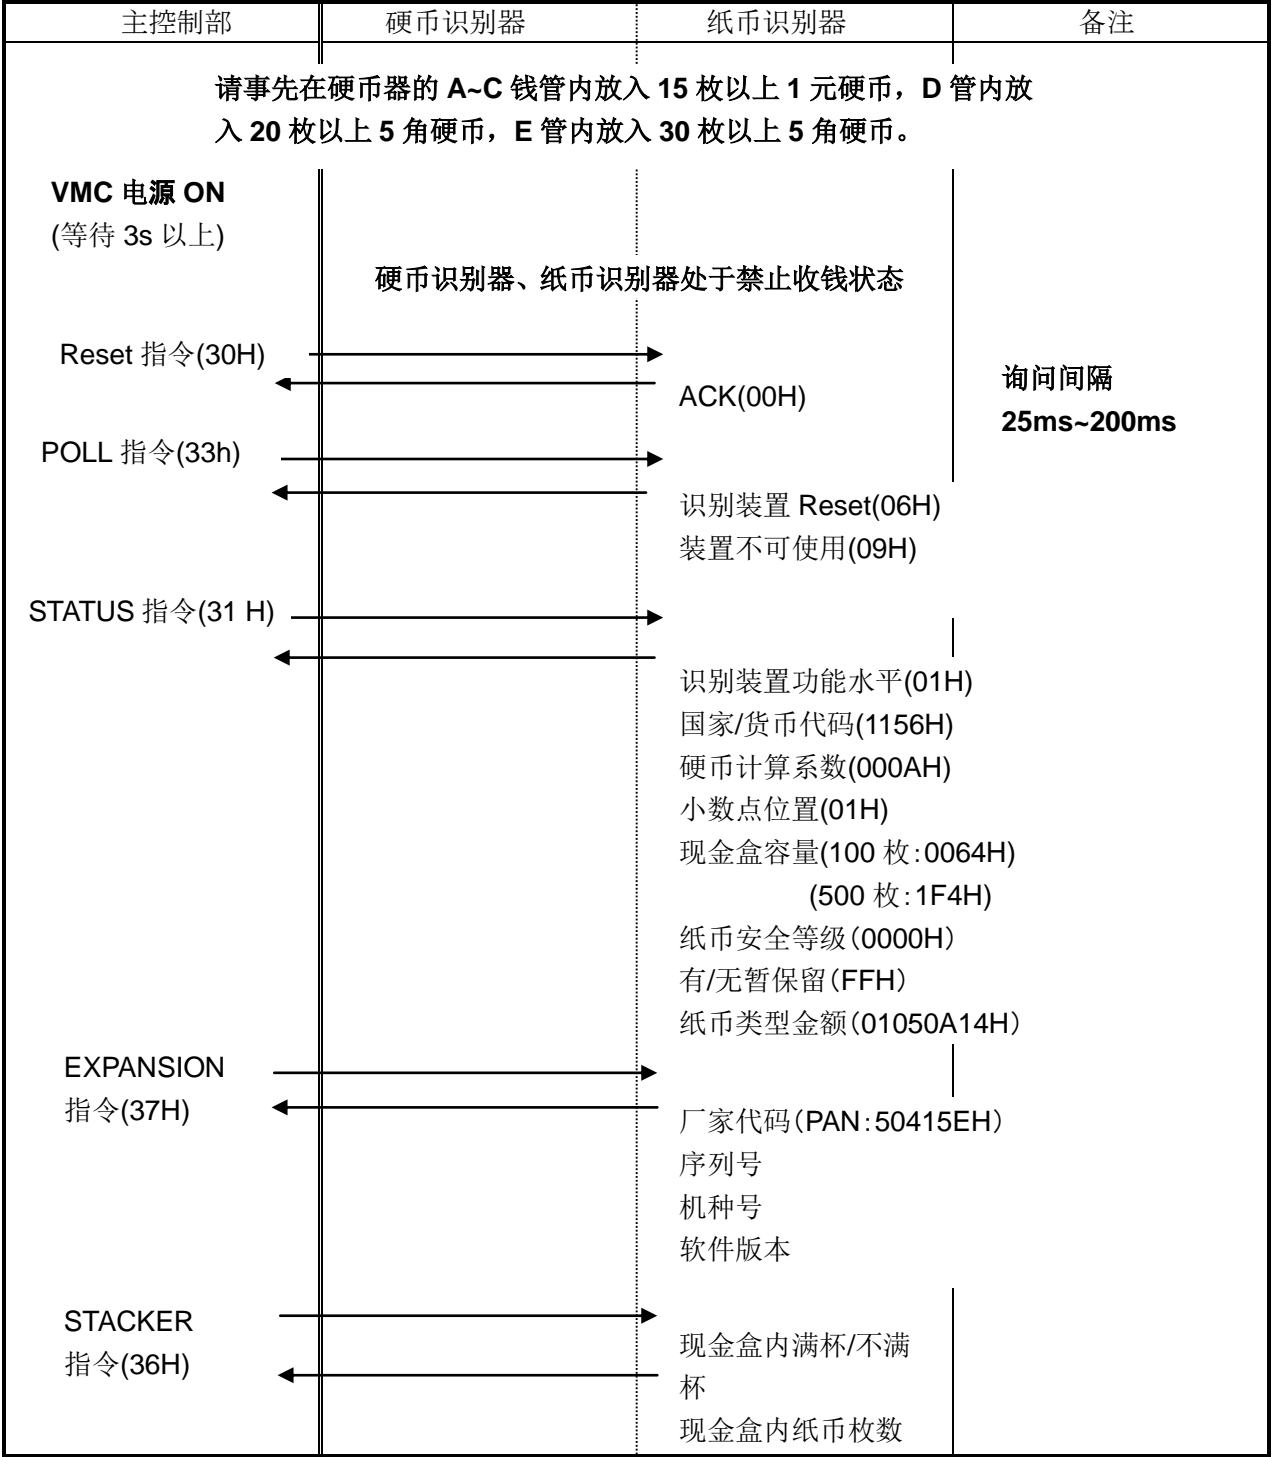 主控制部 硬币识别器 纸币识别器 备注
请事先在硬币器的 A~C 钱管内放入 15 枚以上 1 元硬币，D 管内放
入 20 枚以上 5 角硬币，E 管内放入 30 枚以上 5 角硬币。
VMC 电源 ON
(等待 3s 以上)
硬币识别器、纸币识别器处于禁止收钱状态
Reset 指令(30H)
ACK(00H)
询问间隔
25ms~200ms
POLL 指令(33h)
识别装置 Reset(06H)
装置不可使用(09H)
STATUS 指令(31 H)
识别装置功能水平(01H)
国家/货币代码(1156H)
硬币计算系数(000AH)
小数点位置(01H)
现金盒容量(100 枚：0064H)
(500 枚：1F4H)
纸币安全等级（0000H）
有/无暂保留（FFH）
纸币类型金额（01050A14H）
EXPANSION
指令(37H)
厂家代码（PAN：50415EH）
序列号
机种号
软件版本
STACKER
指令(36H)
现金盒内满杯/不满
杯
现金盒内纸币枚数